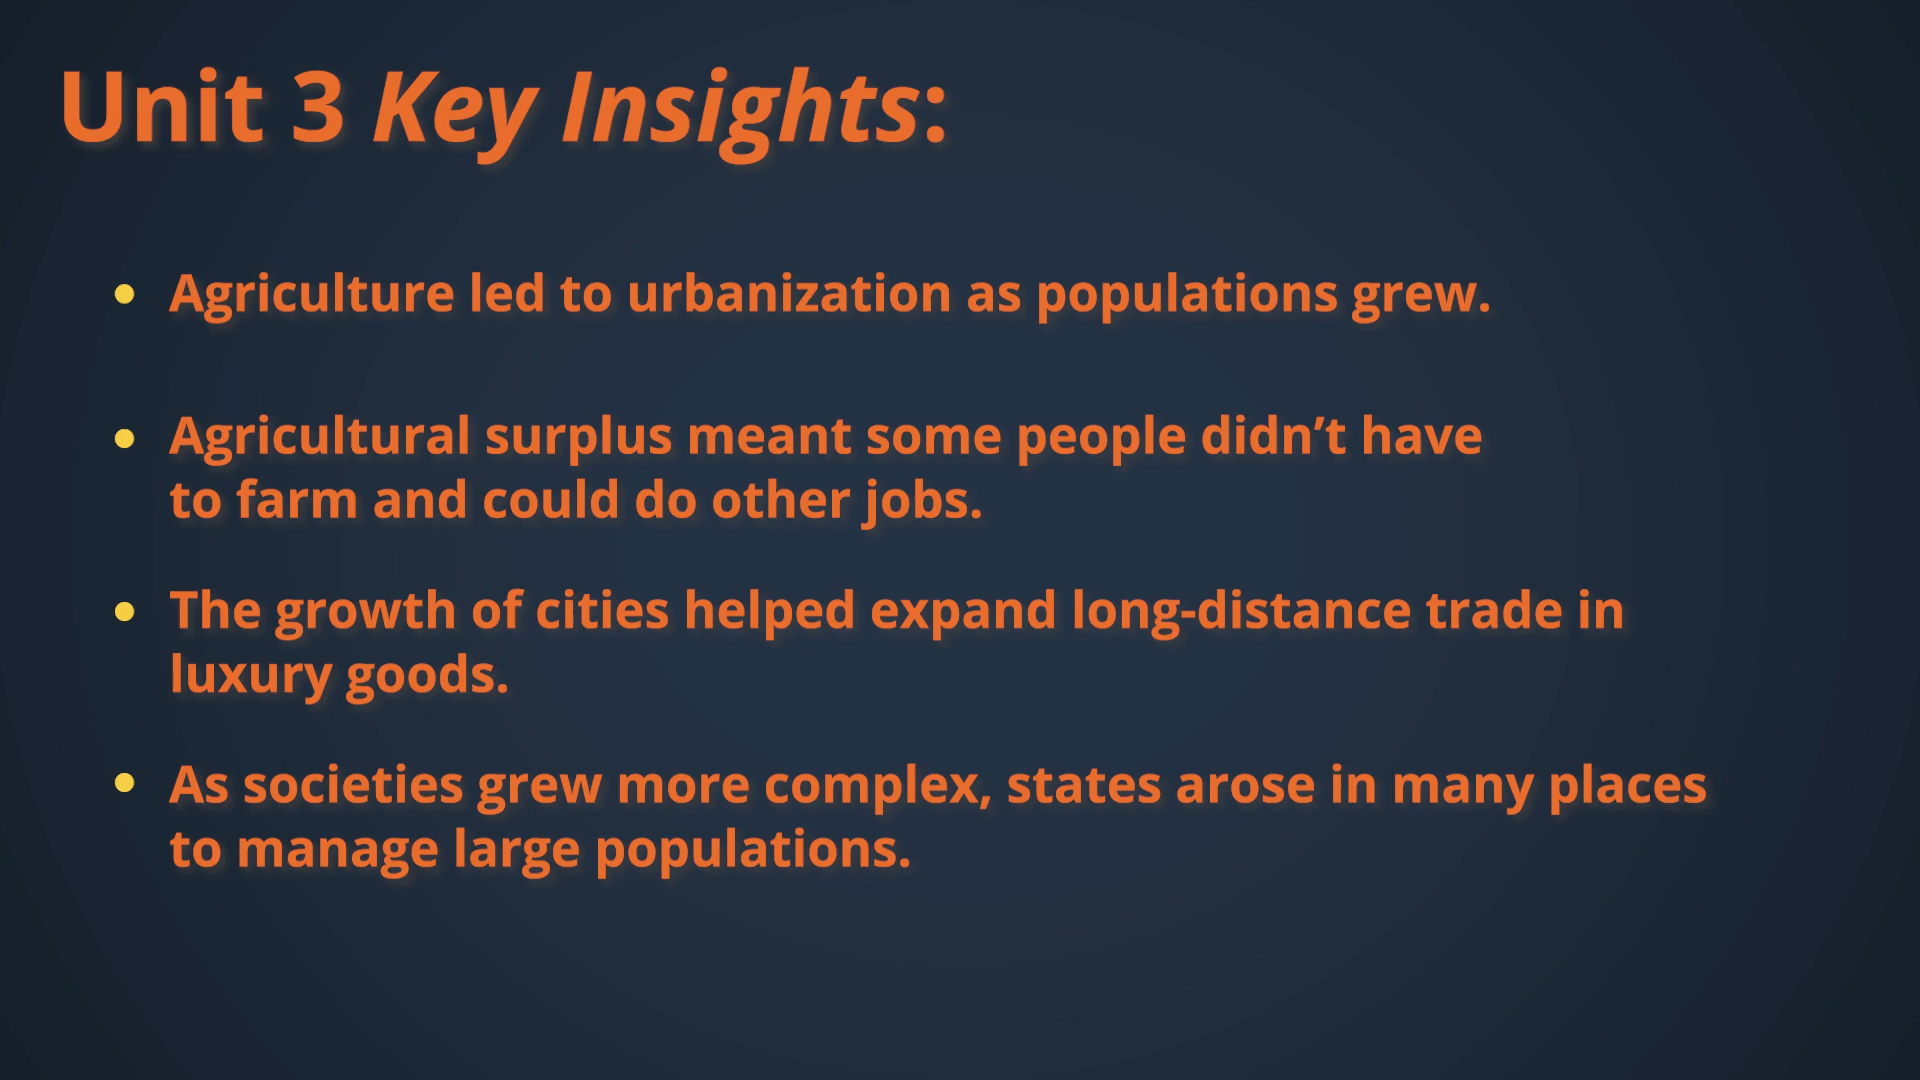 Unit 3 Key Insights:
• Agriculture led to urbanization as populations grew.
• Agricultural surplus meant some people didn’t have
to farm and could do other jobs.
• The growth of cities helped expand long-distance trade in
luxury goods.
• As societies grew more complex, states arose in many places
to manage large populations.